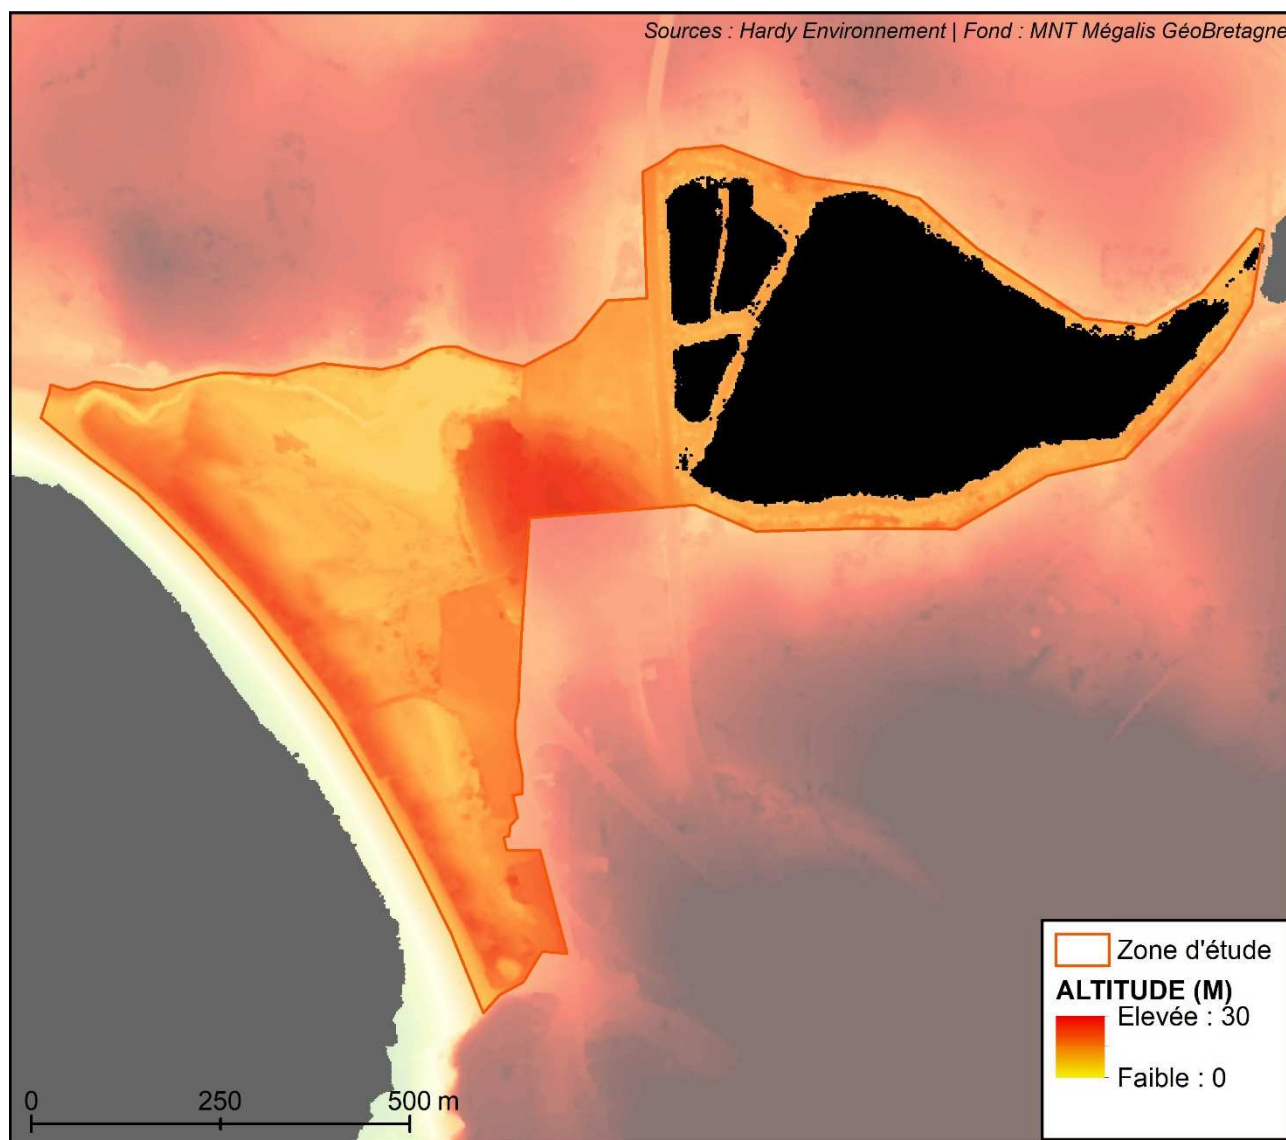 Sources : Hardy Environnement | Fond : MNT Mégalis GéoBretagne
Zone d'étude
ALTITUDE (M)
Elevée : 30
Faible : 0
0 250 500 m